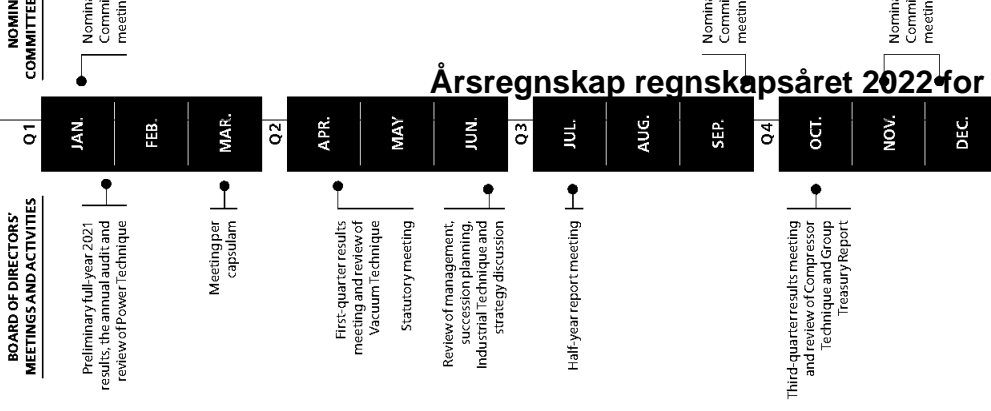 Årsregnskap regnskapsåret 2022 for
NOMIN
COMMITTEE
Nomina
Commi
meetin
Nomina
Commi
meetin
Nomina
Commi
meetin
Q1
JAN.
FEB.
MAR.
Q2
APR.
MAY
JUN.
Q3
JUL.
AUG.
SEP.
Q4
OCT.
NOV.
DEC.
BOARD OF DIRECTORS'
MEETINGS AND ACTIVITIES
Preliminary full-year 2021
results, the annual audit and
review of Power Technique
Meeting per
capsulam
First-quarter results
meeting and review of
Vacuum Technique
Statutory meeting
Review of management,
succession planning,
Industrial Technique and
strategy discussion
Half-year report meeting
Third-quarter results meeting
and review of Compressor
Technique and Group
Treasury Report